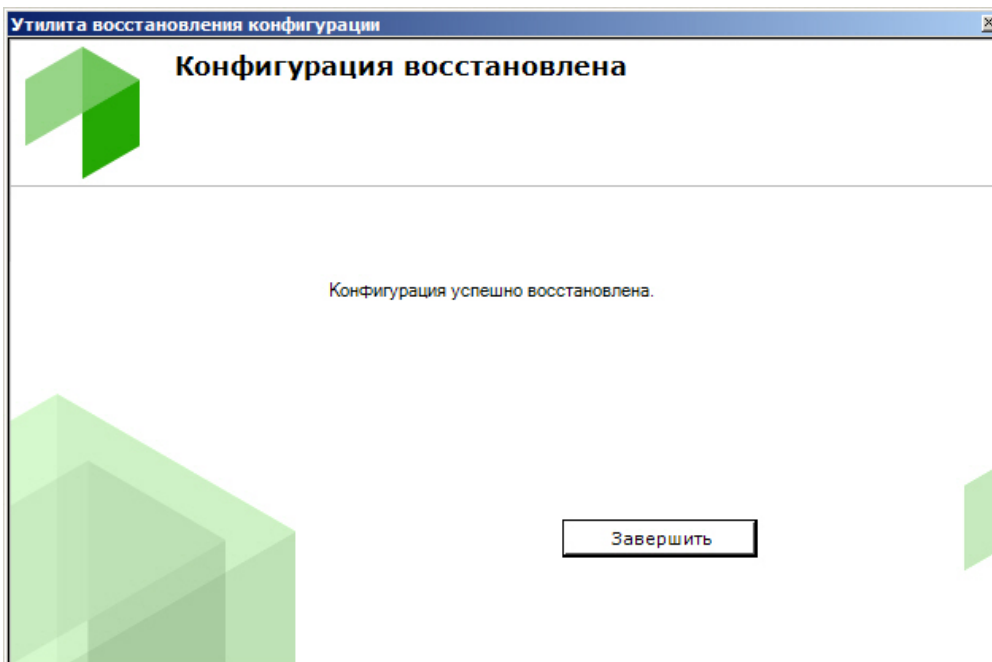 Утилита восстановления конфигурации
Конфигурация восстановлена
Конфигурация успешно восстановлена.
Завершить